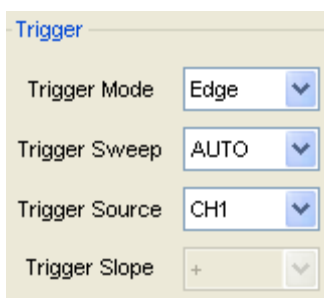 Trigger
Trigger Mode Edge
Trigger Sweep AUTO
Trigger Source CH1
Trigger Slope +